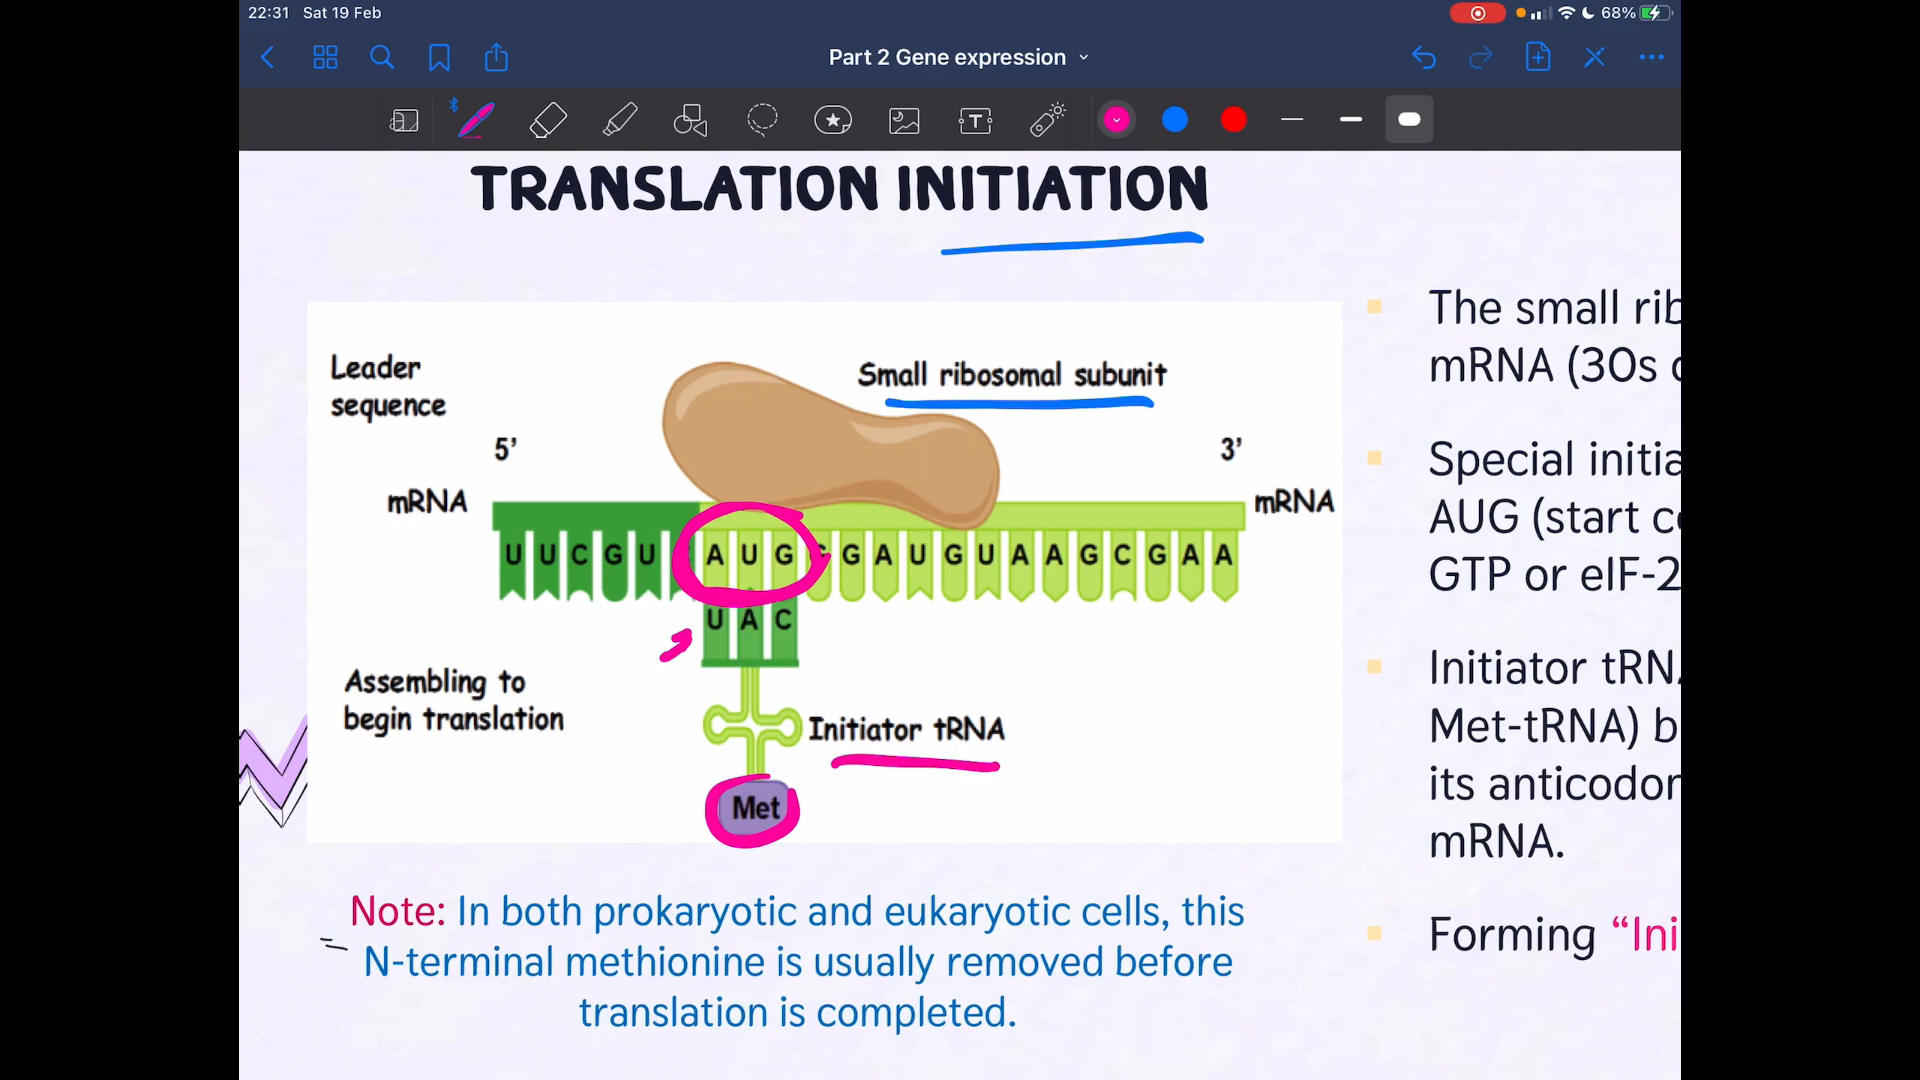 22:31 Sat 19 Feb
68%
Part 2 Gene expression
T
TRANSLATION INITIATION
Leader
sequence
Small ribosomal subunit
5’
3’
mRNA
mRNA
U U C G U A U G G A U G U A A G C G A A
U A C
Assembling to
begin translation
Initiator tRNA
Met
Note: In both prokaryotic and eukaryotic cells, this
N-terminal methionine is usually removed before
translation is completed.
The small rib
mRNA (30s
Special initia
AUG (start c
GTP or eIF-2
Initiator tRN
Met-tRNA) b
its anticodon
mRNA.
Forming “Ini